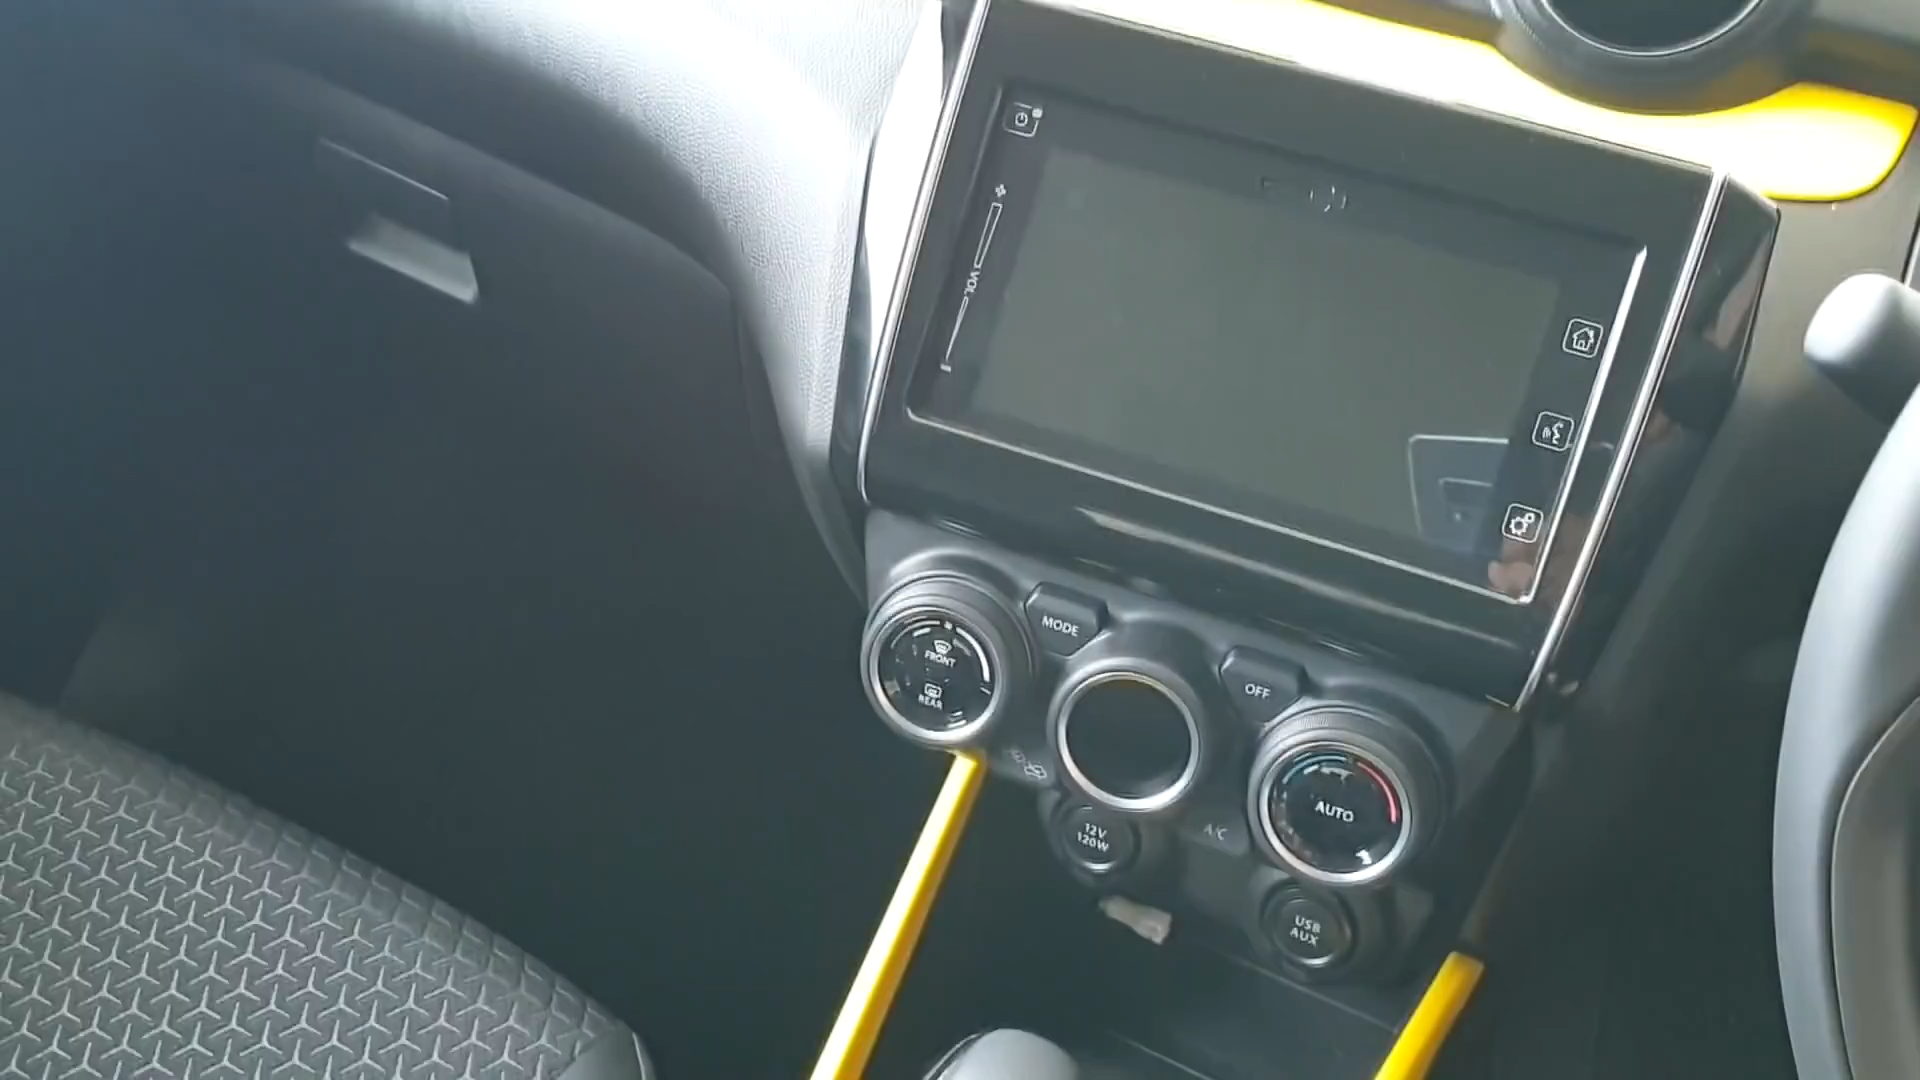 VOL
MODE
FRONT
REAR
OFF
AUTO
12V
120W
A/C
USB
AUX